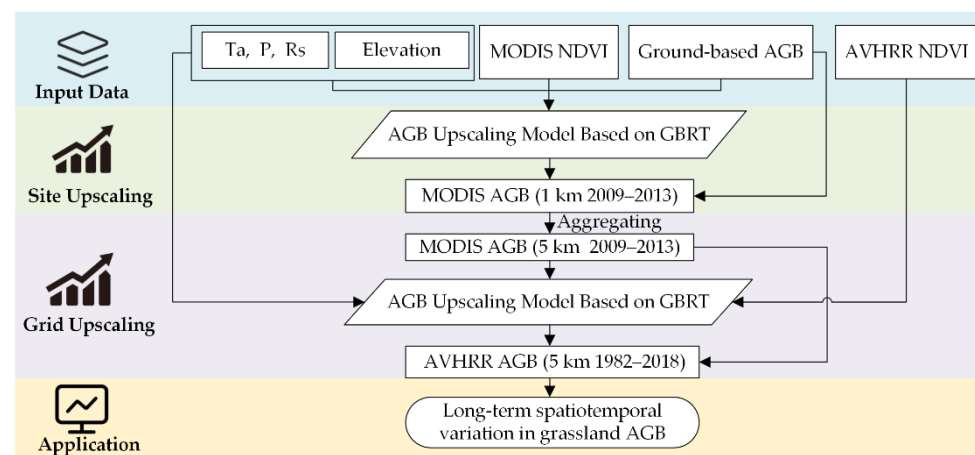 Ta, P, Rs
Elevation
MODIS NDVI
Ground-based AGB
AVHRR NDVI
Input Data
AGB Upscaling Model Based on GBRT
Site Upscaling
MODIS AGB (1 km 2009–2013)
Aggregating
MODIS AGB (5 km 2009–2013)
AGB Upscaling Model Based on GBRT
Grid Upscaling
AVHRR AGB (5 km 1982–2018)
Long-term spatiotemporal
variation in grassland AGB
Application